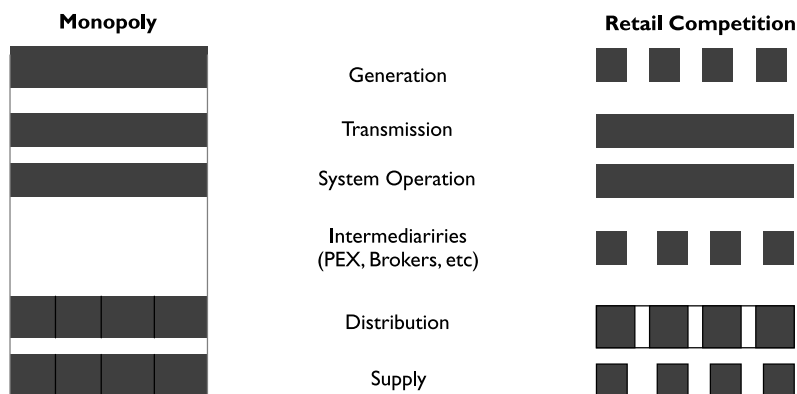 Monopoly
Retail Competition
Generation
Transmission
System Operation
Intermediariries
(PEX, Brokers, etc)
Distribution
Supply